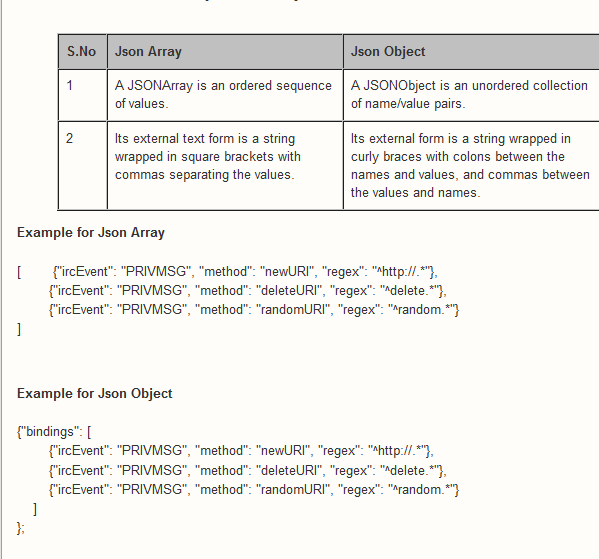 S.No Json Array Json Object
1 A JSONArray is an ordered sequence A JSONObject is an unordered collection
of values. of name/value pairs.
2 Its external text form is a string Its external form is a string wrapped in
wrapped in square brackets with curly braces with colons between the
commas separating the values. names and values, and commas between
the values and names.
Example for Json Array
[ {"ircEvent": "PRIVMSG", "method": "newURI", "regex": "^http://.*"},
{"ircEvent": "PRIVMSG", "method": "deleteURI", "regex": "^delete.*"},
{"ircEvent": "PRIVMSG", "method": "randomURI", "regex": "^random.*"}
]
Example for Json Object
{"bindings": [
{"ircEvent": "PRIVMSG", "method": "newURI", "regex": "^http://.*"},
{"ircEvent": "PRIVMSG", "method": "deleteURI", "regex": "^delete.*"},
{"ircEvent": "PRIVMSG", "method": "randomURI", "regex": "^random.*"}
]
};